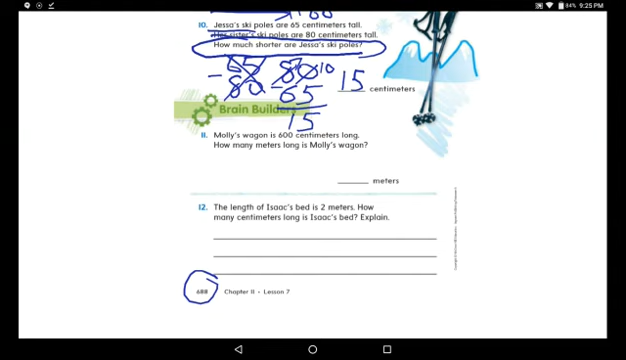 84% 9:25 PM
10. Jessa's ski poles are 65 centimeters tall.
Her sister's ski poles are 80 centimeters tall.
How much shorter are Jessa's ski poles?
80 10
- 65
15
15 centimeters
Brain Builders
11. Molly's wagon is 600 centimeters long.
How many meters long is Molly's wagon?
______ meters
12. The length of Isaac's bed is 2 meters. How
many centimeters long is Isaac's bed? Explain.
688 Chapter 11 • Lesson 7